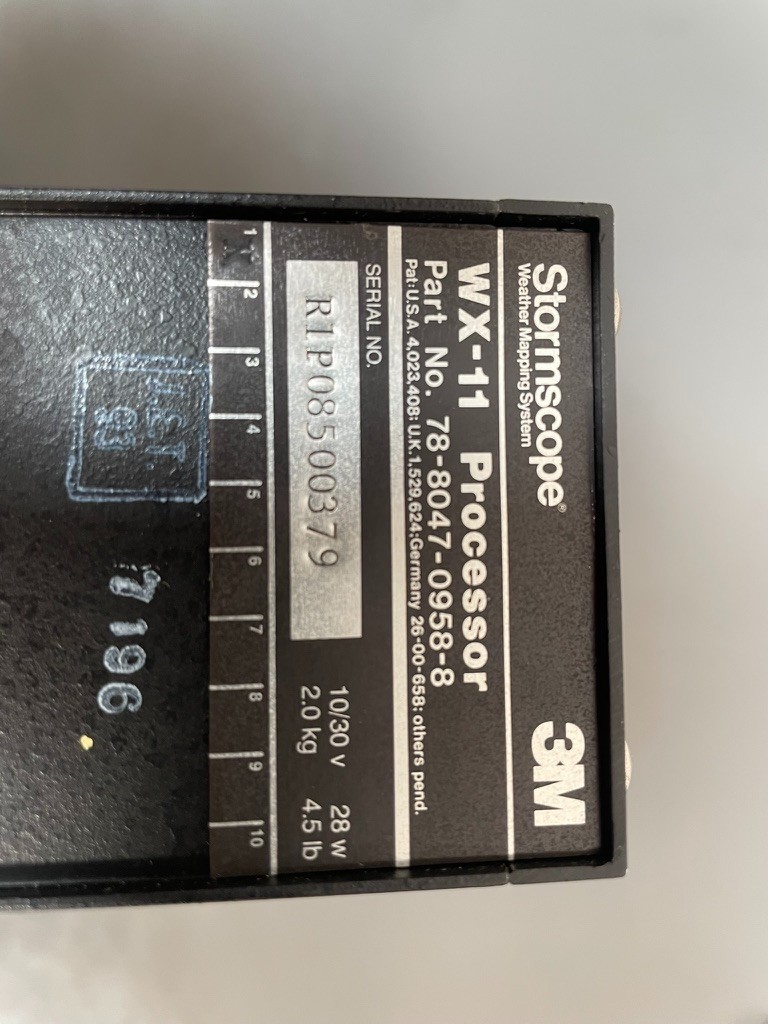 Stormscope®
3M
Weather Mapping System
WX-11 Processor
Part No. 78-8047-0958-8
Pat: U.S.A. 4,023,408; U.K.1,529,624;Germany 26-00-658; others pend.
SERIAL NO.
R1P08500379
10/30 v 28 w
2.0 kg 4.5 lb
1 2 3 4 5 6 7 8 9 10
7196